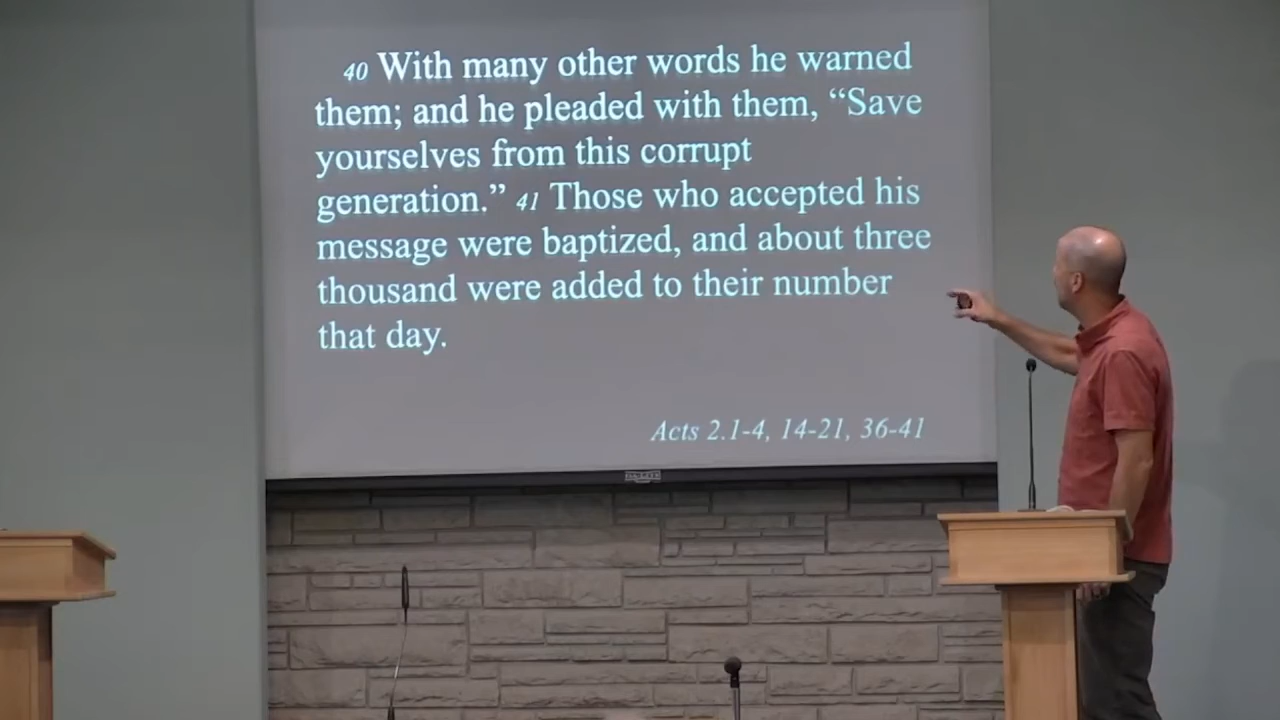 40 With many other words he warned
them; and he pleaded with them, “Save
yourselves from this corrupt
generation.” 41 Those who accepted his
message were baptized, and about three
thousand were added to their number
that day.
Acts 2.1-4, 14-21, 36-41
DA-LITE